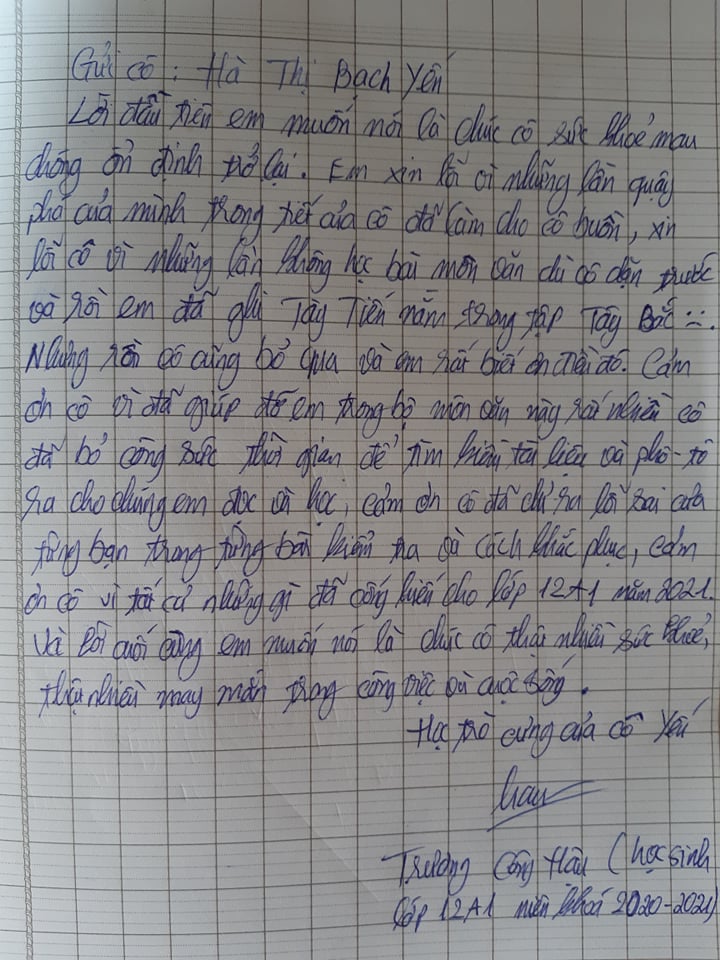 Gửi cô : Hà Thị Bạch Yến
Lời đầu tiên em muốn nói là chúc cô sức khoẻ mau
chóng ổn định trở lại. Em xin lỗi vì những lần quậy
phá của mình trong tiết của cô đã làm cho cô buồn, xin
lỗi cô vì những lần không học bài môn văn dù cô dặn trước
và rồi em đã ghi Tây Tiến nằm trong tập Tây Bắc :.
Nhưng rồi cô cũng bỏ qua và em rất biết ơn điều đó. Cảm
ơn cô vì đã giúp đỡ em trong bộ môn văn này rất nhiều cô
đã bỏ công sức thời gian để tìm kiếm tài liệu và phô-tô
ra cho chúng em đọc và học, cảm ơn cô đã chỉ ra lỗi sai của
từng bạn trong từng bài kiểm tra và cách khắc phục, cảm
ơn cô vì tất cả những gì đã cống hiến cho lớp 12A1 năm 2021.
Và lời cuối cùng em muốn nói là chúc cô thật nhiều sức khoẻ,
thật nhiều may mắn trong công việc và cuộc sống.
Học trò cưng của cô Yến
Hau
Trương Công Hậu (học sinh
lớp 12A1 niên khoá 2020-2021)